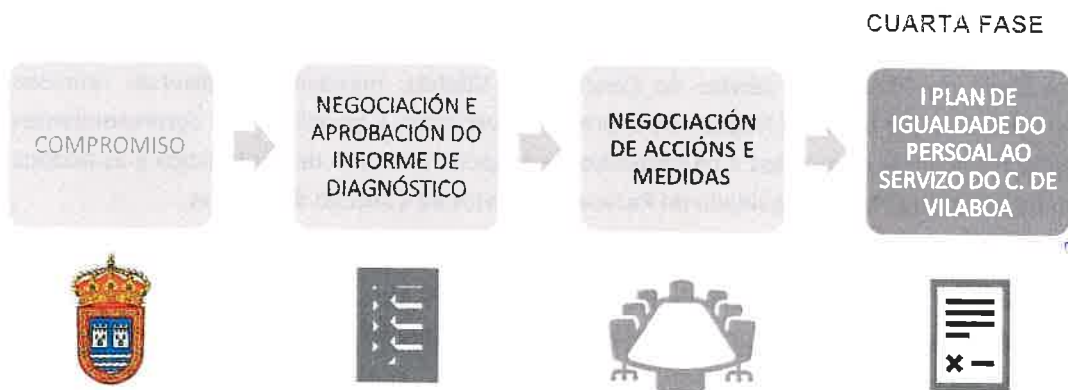 CUARTA FASE
COMPROMISO
NEGOCIACIÓN E
APROBACIÓN DO
INFORME DE
DIAGNÓSTICO
NEGOCIACIÓN
DE ACCIÓNS E
MEDIDAS
I PLAN DE
IGUALDADE DO
PERSOAL AO
SERVIZO DO C. DE
VILABOA